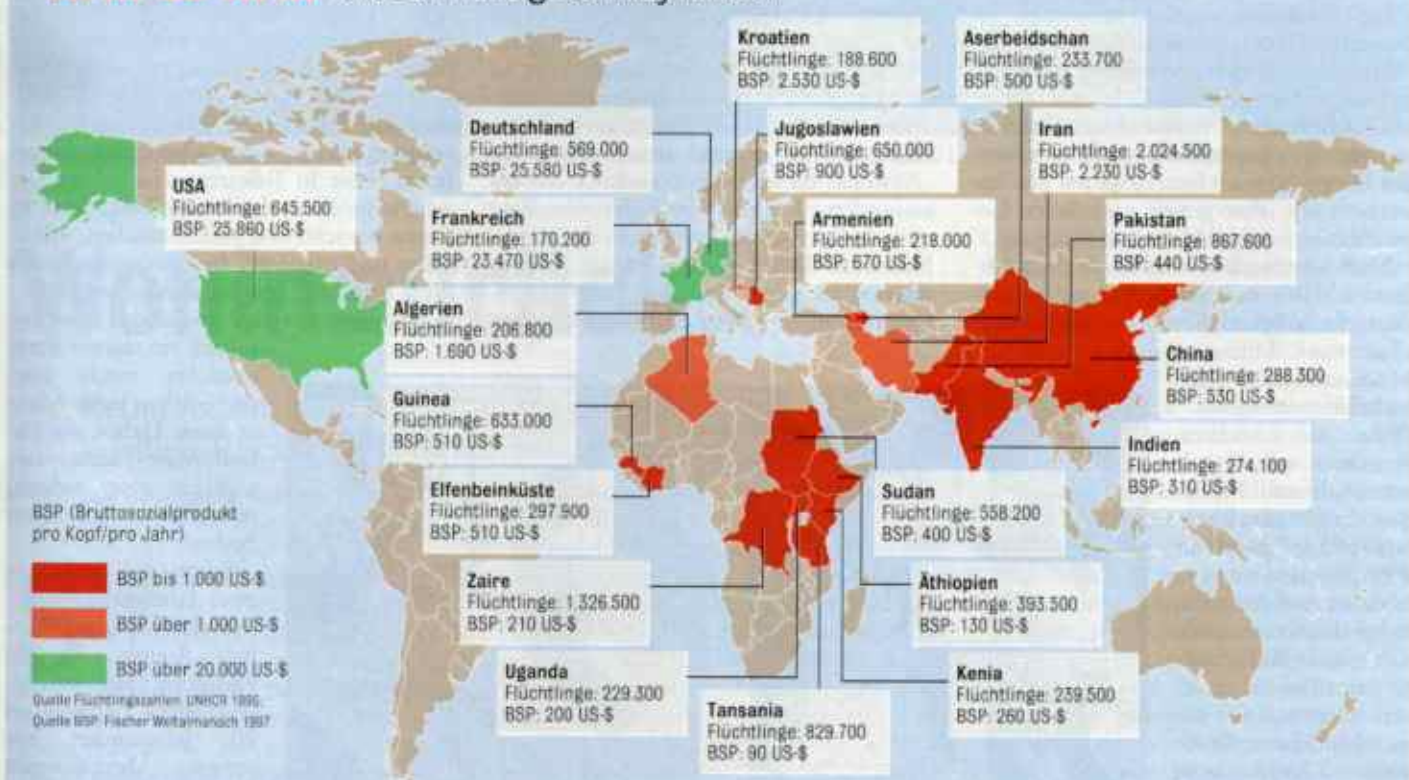 Kroatien
Flüchtlinge: 188.600
BSP: 2.530 US-$
Aserbeidschan
Flüchtlinge: 233.700
BSP: 500 US-$
Deutschland
Flüchtlinge: 569.000
BSP: 25.580 US-$
Jugoslawien
Flüchtlinge: 650.000
BSP: 900 US-$
Iran
Flüchtlinge: 2.024.500
BSP: 2.230 US-$
USA
Flüchtlinge: 645.500
BSP: 25.860 US-$
Frankreich
Flüchtlinge: 170.200
BSP: 23.470 US-$
Armenien
Flüchtlinge: 218.000
BSP: 670 US-$
Pakistan
Flüchtlinge: 867.600
BSP: 440 US-$
Algerien
Flüchtlinge: 206.800
BSP: 1.690 US-$
China
Flüchtlinge: 288.300
BSP: 530 US-$
Guinea
Flüchtlinge: 633.000
BSP: 510 US-$
Indien
Flüchtlinge: 274.100
BSP: 310 US-$
Elfenbeinküste
Flüchtlinge: 297.900
BSP: 510 US-$
Sudan
Flüchtlinge: 558.200
BSP: 400 US-$
BSP (Bruttosozialprodukt
pro Kopf/pro Jahr)
BSP bis 1.000 US-$
BSP über 1.000 US-$
BSP über 20.000 US-$
Quelle Flüchtlingszahlen: UNHCR 1996,
Quelle BSP: Fischer Weltalmanach 1997
Zaire
Flüchtlinge: 1.326.500
BSP: 210 US-$
Äthiopien
Flüchtlinge: 393.500
BSP: 130 US-$
Uganda
Flüchtlinge: 229.300
BSP: 200 US-$
Kenia
Flüchtlinge: 239.500
BSP: 260 US-$
Tansania
Flüchtlinge: 829.700
BSP: 90 US-$